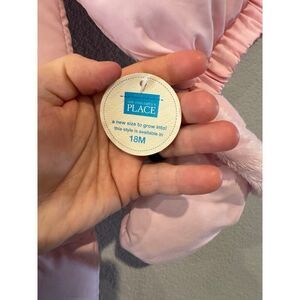 PLACE
a new size to grow into!
this style is available in
18M